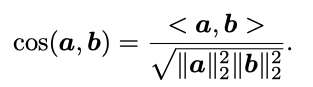 cos(a, b) = < a, b > / √‖a‖₂²‖b‖₂².